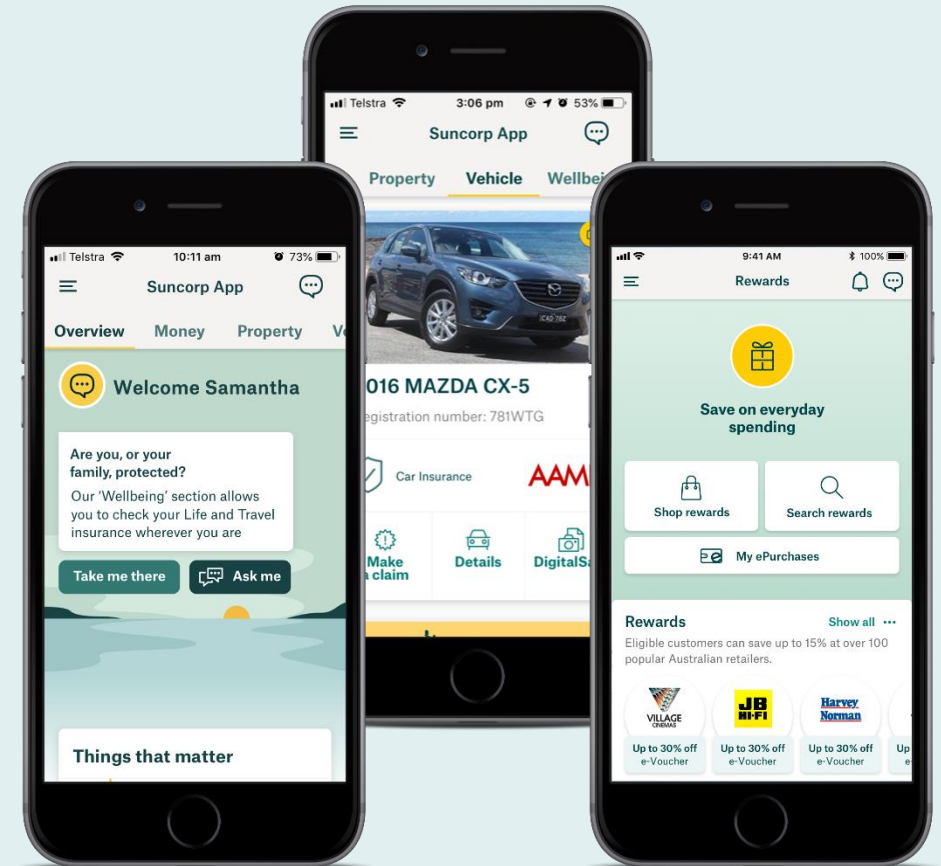 Telstra 10:11 am 73%
Suncorp App
Overview Money Property
Welcome Samantha
Are you, or your
family, protected?
Our 'Wellbeing' section allows
you to check your Life and Travel
insurance wherever you are
Take me there Ask me
Things that matter
Telstra 3:06 pm 53%
Suncorp App
Property Vehicle Wellbei
016 MAZDA CX-5
egistration number: 781WTG
Car Insurance AAM
Make Details DigitalSa
a claim
9:41 AM 100%
Rewards
Save on everyday
spending
Shop rewards Search rewards
My ePurchases
Rewards Show all
Eligible customers can save up to 15% at over 100
popular Australian retailers.
VILLAGE
CINEMAS
JB
HI-FI
Harvey
Norman
Up to 30% off Up to 30% off Up to 30% off Up
e-Voucher e-Voucher e-Voucher e-